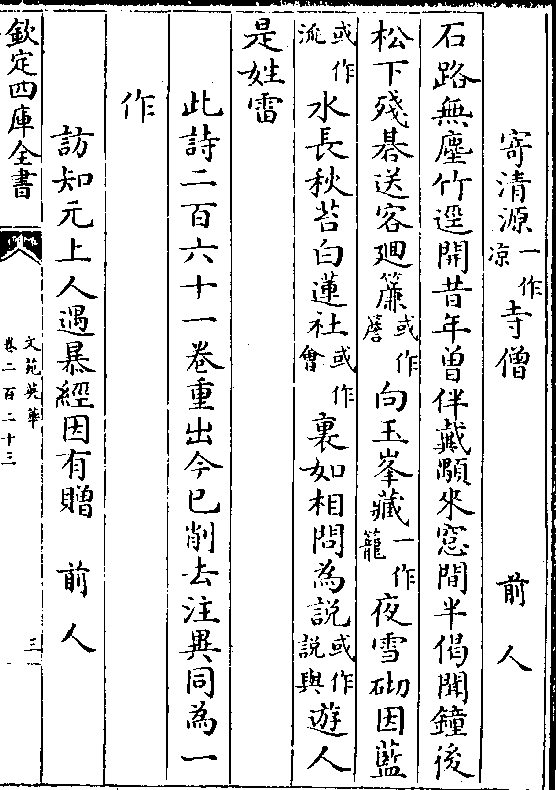 寄清源一作凉寺僧　前人
石路無塵竹逕開昔年曽伴戴顒來窓間半偈聞鐘後
松下殘棊送客廻簾或作簷向玉峯藏一作籠夜雪砌因藍
或作流水長秋苔白蓮社或作會裏如相問為説或作説與遊人
是姓雷
此詩二百六十一巻重出今已削去注異同為一
作
訪知元上人遇暴經因有贈　前人
欽定四庫全書
文苑英華
卷二百二十三
三